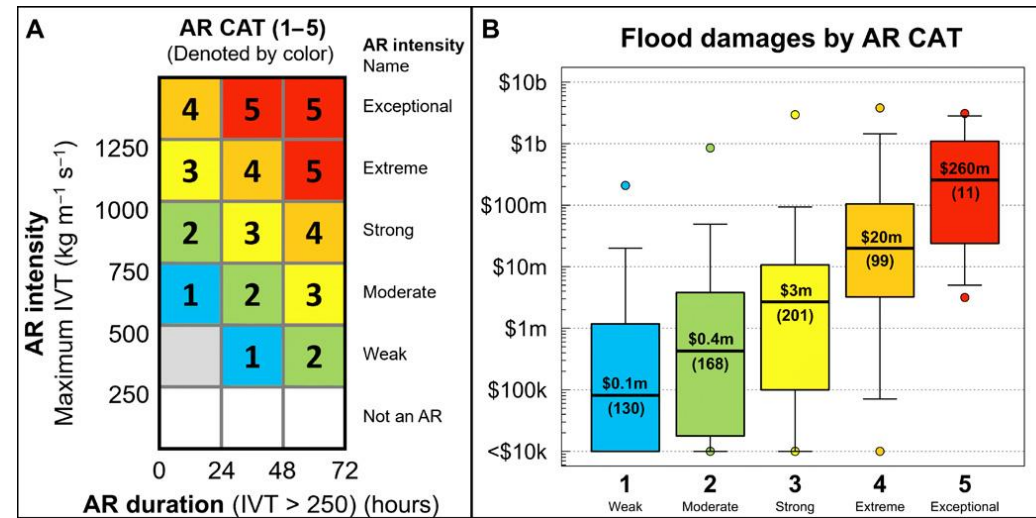 A
AR CAT (1–5)
(Denoted by color)
AR intensity
Name
4 5 5 Exceptional
1250
3 4 5 Extreme
1000
2 3 4 Strong
750
1 2 3 Moderate
500
1 2 Weak
250
Not an AR
0 24 48 72
AR duration (IVT > 250) (hours)
AR intensity
Maximum IVT (kg m⁻¹ s⁻¹)
B
Flood damages by AR CAT
$10b
$1b
$100m
$10m
$1m
$100k
<$10k
$0.1m
(130)
$0.4m
(168)
$3m
(201)
$20m
(99)
$260m
(11)
1 2 3 4 5
Weak Moderate Strong Extreme Exceptional